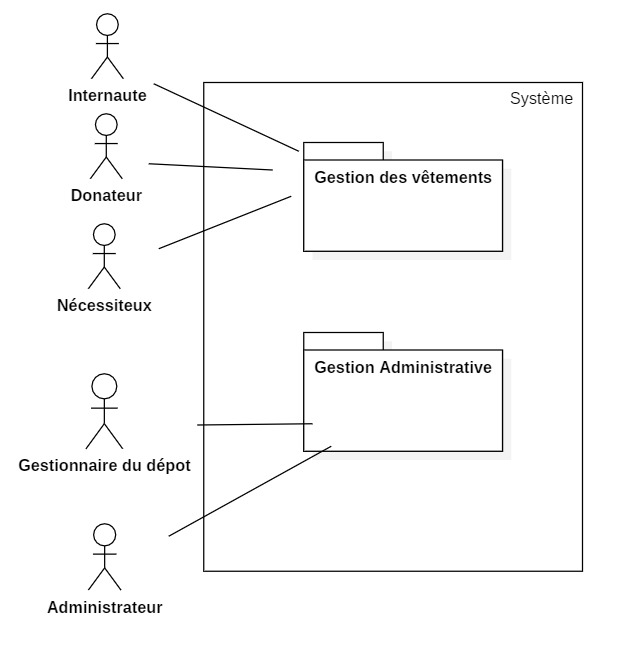 Internaute
Système
Donateur
Gestion des vêtements
Nécessiteux
Gestion Administrative
Gestionnaire du dépot
Administrateur